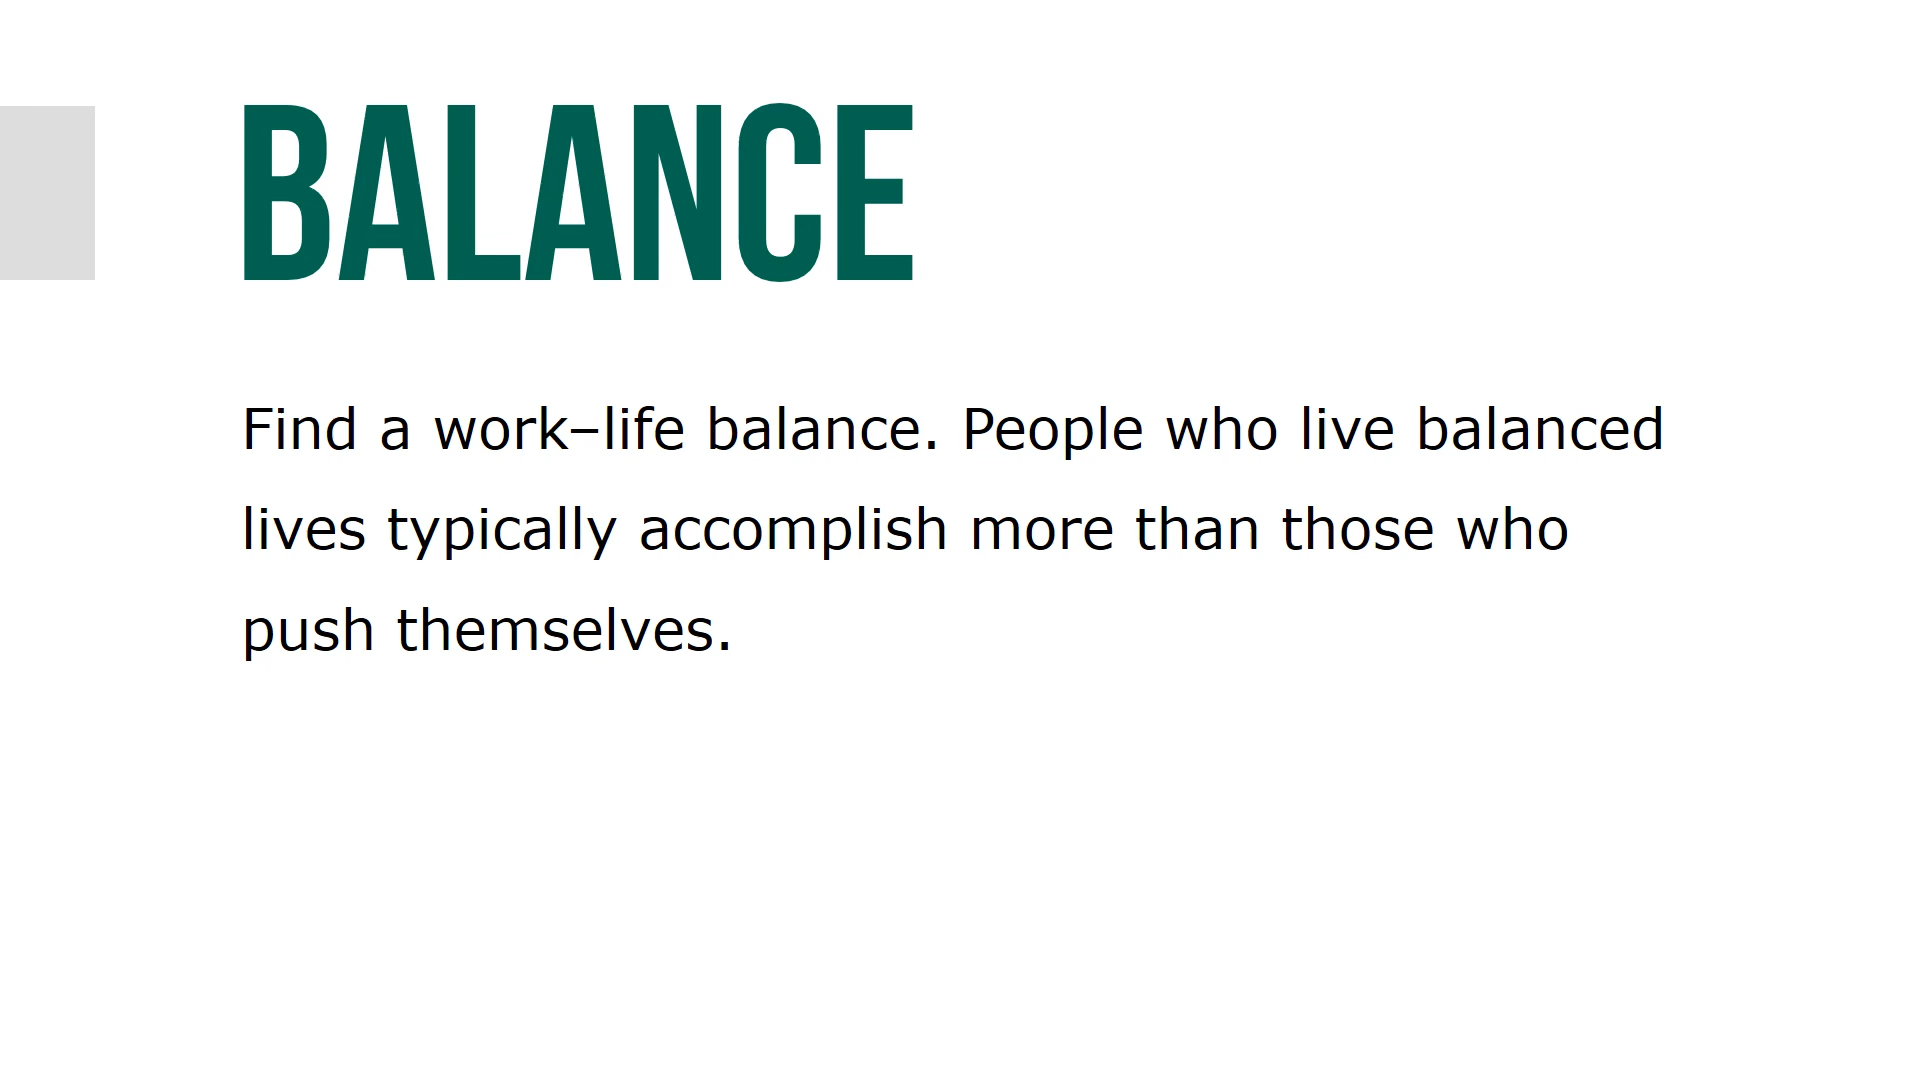 BALANCE
Find a work–life balance. People who live balanced
lives typically accomplish more than those who
push themselves.